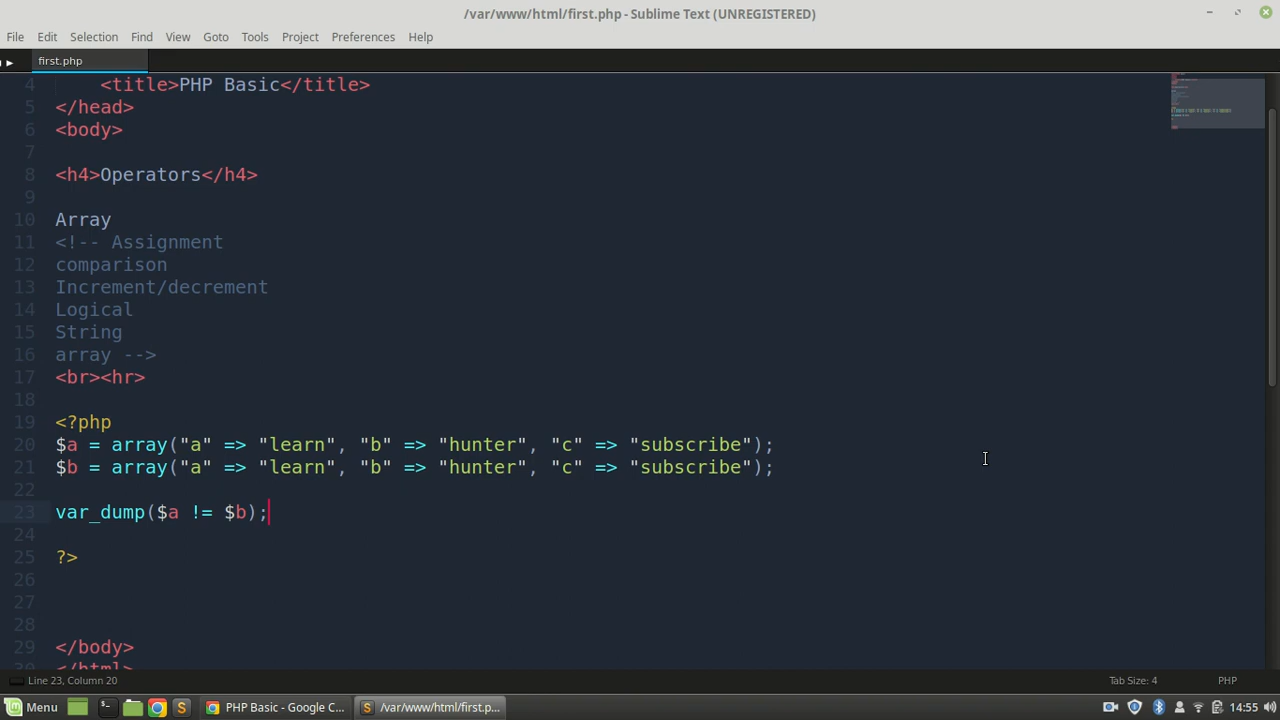 /var/www/html/first.php - Sublime Text (UNREGISTERED)
File Edit Selection Find View Goto Tools Project Preferences Help
first.php
4 <title>PHP Basic</title>
5 </head>
6 <body>
7
8 <h4>Operators</h4>
9
10 Array
11 <!-- Assignment
12 comparison
13 Increment/decrement
14 Logical
15 String
16 array -->
17 <br><hr>
18
19 <?php
20 $a = array("a" => "learn", "b" => "hunter", "c" => "subscribe");
21 $b = array("a" => "learn", "b" => "hunter", "c" => "subscribe");
22
23 var_dump($a != $b);
24
25 ?>
26
27
28
29 </body>
30 </html>
Line 23, Column 20 Tab Size: 4 PHP
Menu PHP Basic - Google C... /var/www/html/first.p... 14:55